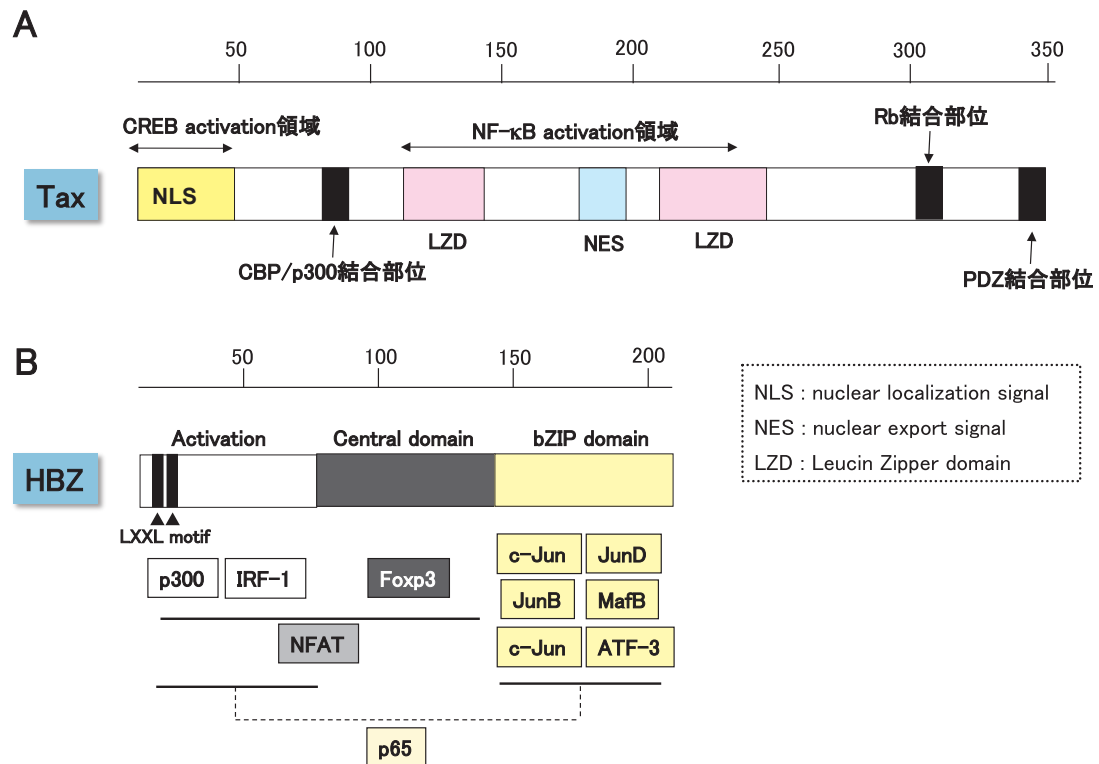 A
50 100 150 200 250 300 350
CREB activation領域
NF-κB activation領域
Rb結合部位
Tax
NLS
LZD
NES
LZD
CBP/p300結合部位
PDZ結合部位
B
50 100 150 200
NLS : nuclear localization signal
NES : nuclear export signal
LZD : Leucin Zipper domain
Activation Central domain bZIP domain
HBZ
LXXL motif
p300 IRF-1 Foxp3 c-Jun JunD
JunB MafB
NFAT c-Jun ATF-3
p65